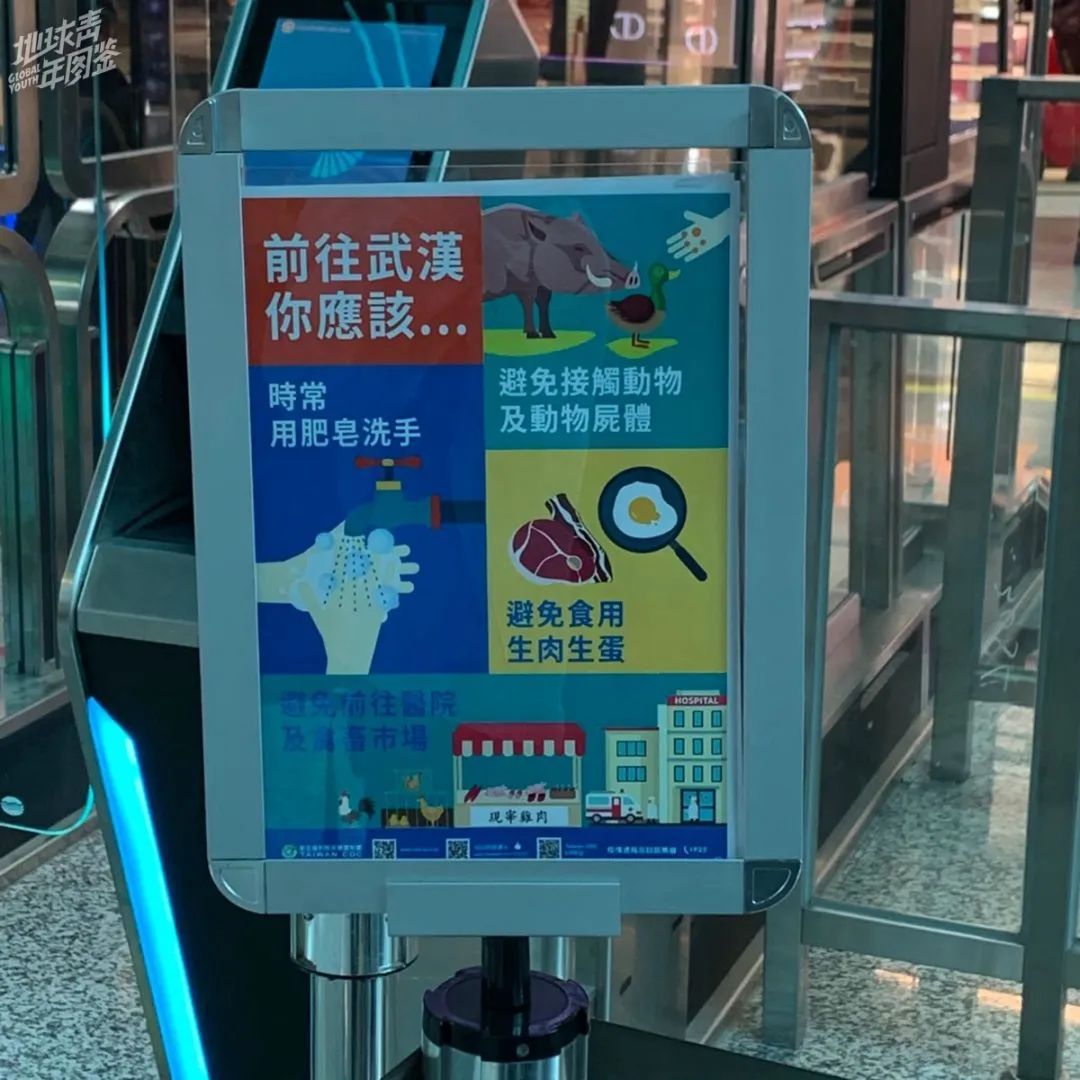 地球青
年图鉴
GLOBAL
YOUTH
前往武漢
你應該...
避免接觸動物
及動物屍體
時常
用肥皂洗手
避免食用
生肉生蛋
避免前往醫院
及禽畜市場
HOSPITAL
現宰雞肉
TAIWAN CDC
1922